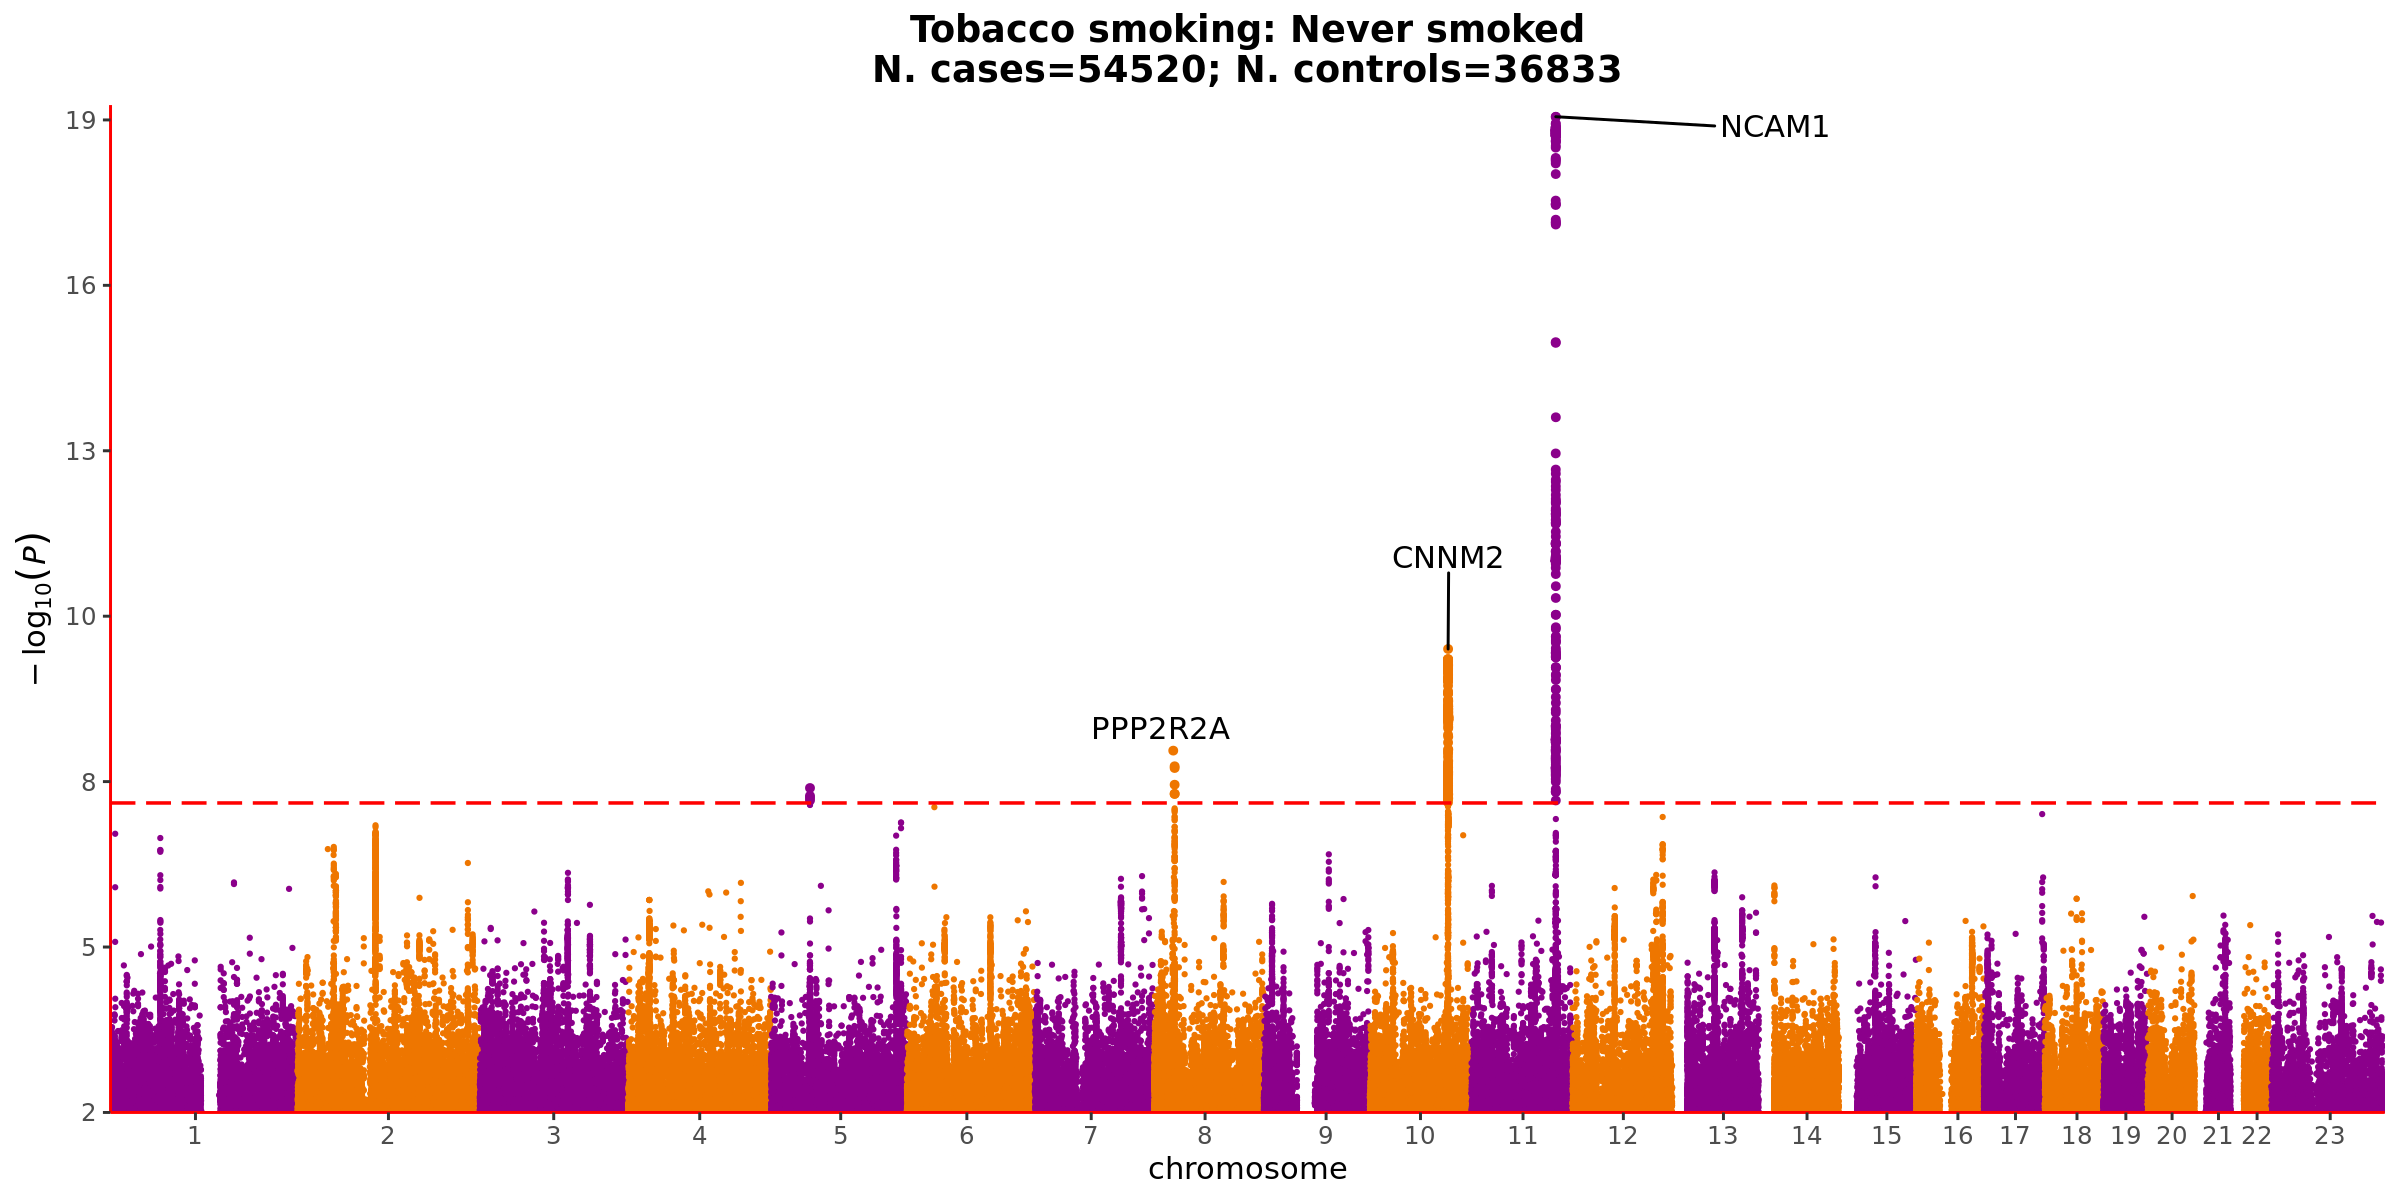 Tobacco smoking: Never smoked
N. cases=54520; N. controls=36833
19
16
13
10
8
5
2
−log₁₀(P)
NCAM1
CNNM2
PPP2R2A
1 2 3 4 5 6 7 8 9 10 11 12 13 14 15 16 17 18 19 20 21 22 23
chromosome